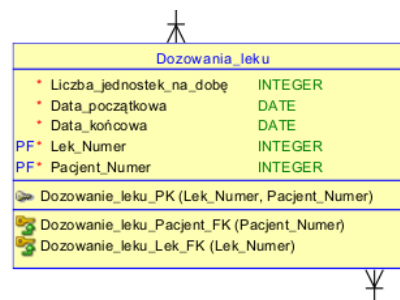 Dozowania_leku
* Liczba_jednostek_na_dobę INTEGER
* Data_początkowa DATE
* Data_końcowa DATE
PF* Lek_Numer INTEGER
PF* Pacjent_Numer INTEGER
Dozowanie_leku_PK (Lek_Numer, Pacjent_Numer)
Dozowanie_leku_Pacjent_FK (Pacjent_Numer)
Dozowanie_leku_Lek_FK (Lek_Numer)